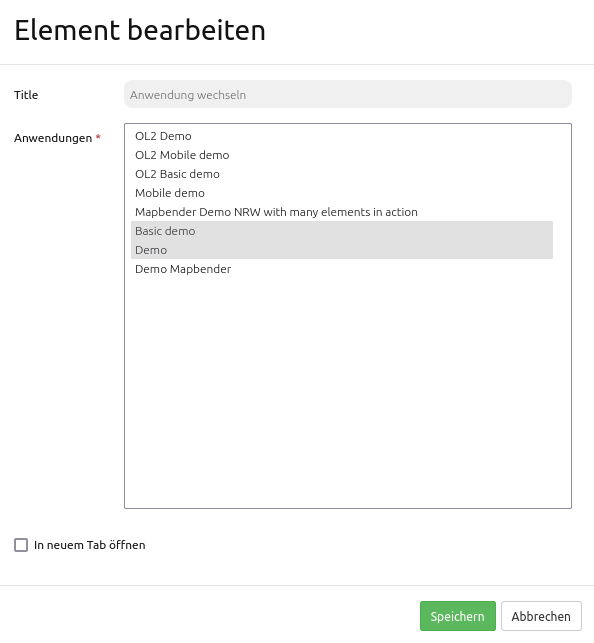 Element bearbeiten
Title
Anwendung wechseln
Anwendungen *
OL2 Demo
OL2 Mobile demo
OL2 Basic demo
Mobile demo
Mapbender Demo NRW with many elements in action
Basic demo
Demo
Demo Mapbender
In neuem Tab öffnen
Speichern
Abbrechen